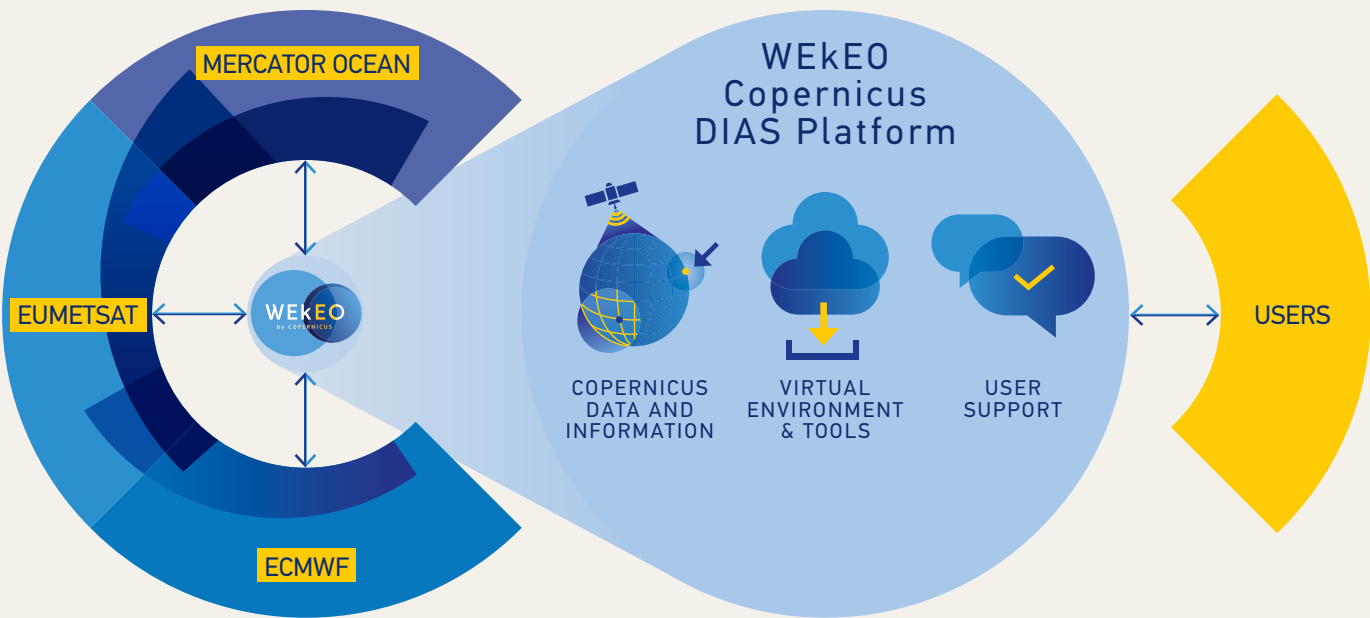 MERCATOR OCEAN
EUMETSAT
WEkEO
by COPERNICUS
ECMWF
WEkEO
Copernicus
DIAS Platform
COPERNICUS
DATA AND
INFORMATION
VIRTUAL
ENVIRONMENT
& TOOLS
USER
SUPPORT
USERS